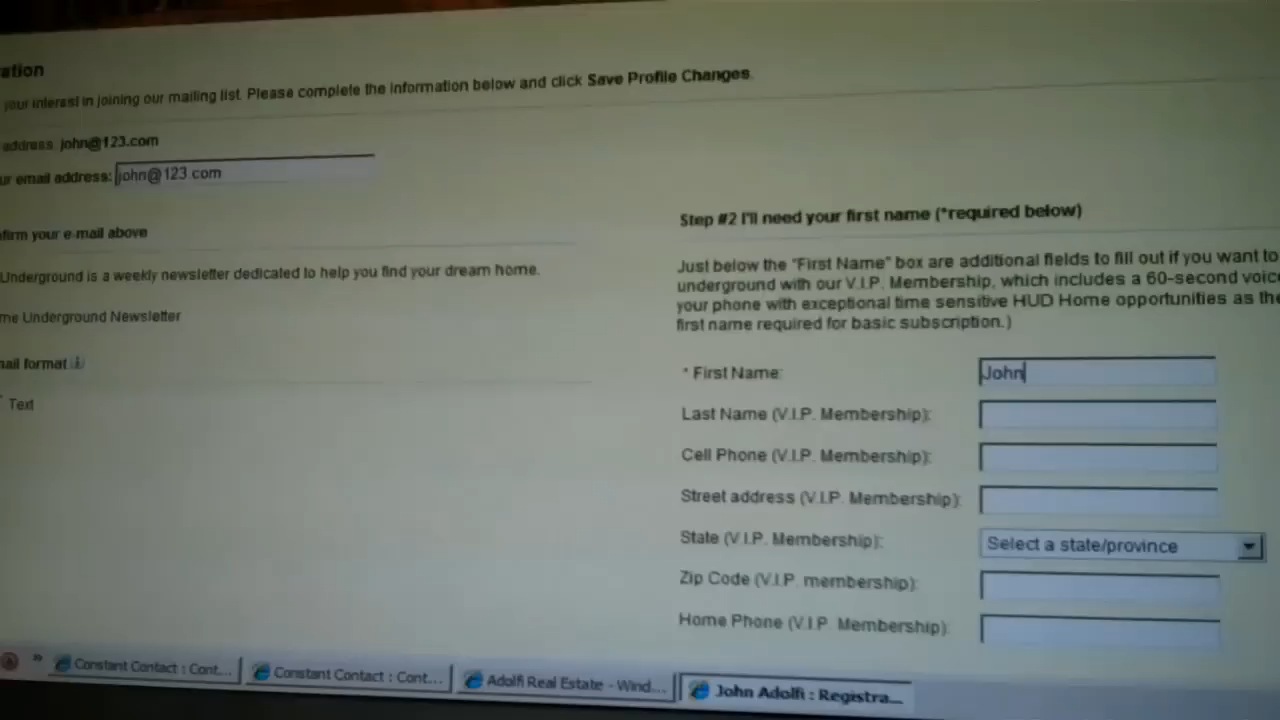 ation
your interest in joining our mailing list. Please complete the information below and click Save Profile Changes.
address: john@123.com
ur email address: john@123.com
nfirm your e-mail above
Underground is a weekly newsletter dedicated to help you find your dream home.
me Underground Newsletter
mail format
Text
Step #2 I'll need your first name (*required below)
Just below the "First Name" box are additional fields to fill out if you want to
underground with our V.I.P. Membership, which includes a 60-second voic
your phone with exceptional time sensitive HUD Home opportunities as the
first name required for basic subscription.)
* First Name: John
Last Name (V.I.P. Membership):
Cell Phone (V.I.P. Membership):
Street address (V.I.P. Membership):
State (V.I.P. Membership): Select a state/province
Zip Code (V.I.P. membership):
Home Phone (V.I.P. Membership):
» Constant Contact : Cont... Constant Contact : Cont... Adolfi Real Estate - Wind... John Adolfi : Registra...